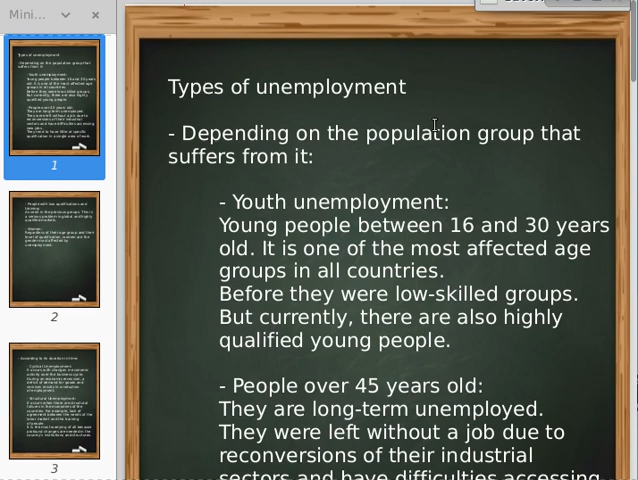 Mini...
Types of unemployment
- Depending on the population group that
suffers from it:
- Youth unemployment:
Young people between 16 and 30 years
old. It is one of the most affected age
groups in all countries.
Before they were low-skilled groups.
But currently, there are also highly
qualified young people.
- People over 45 years old:
They are long-term unemployed.
They were left without a job due to
reconversions of their industrial
sectors and have difficulties accessing
1
2
3